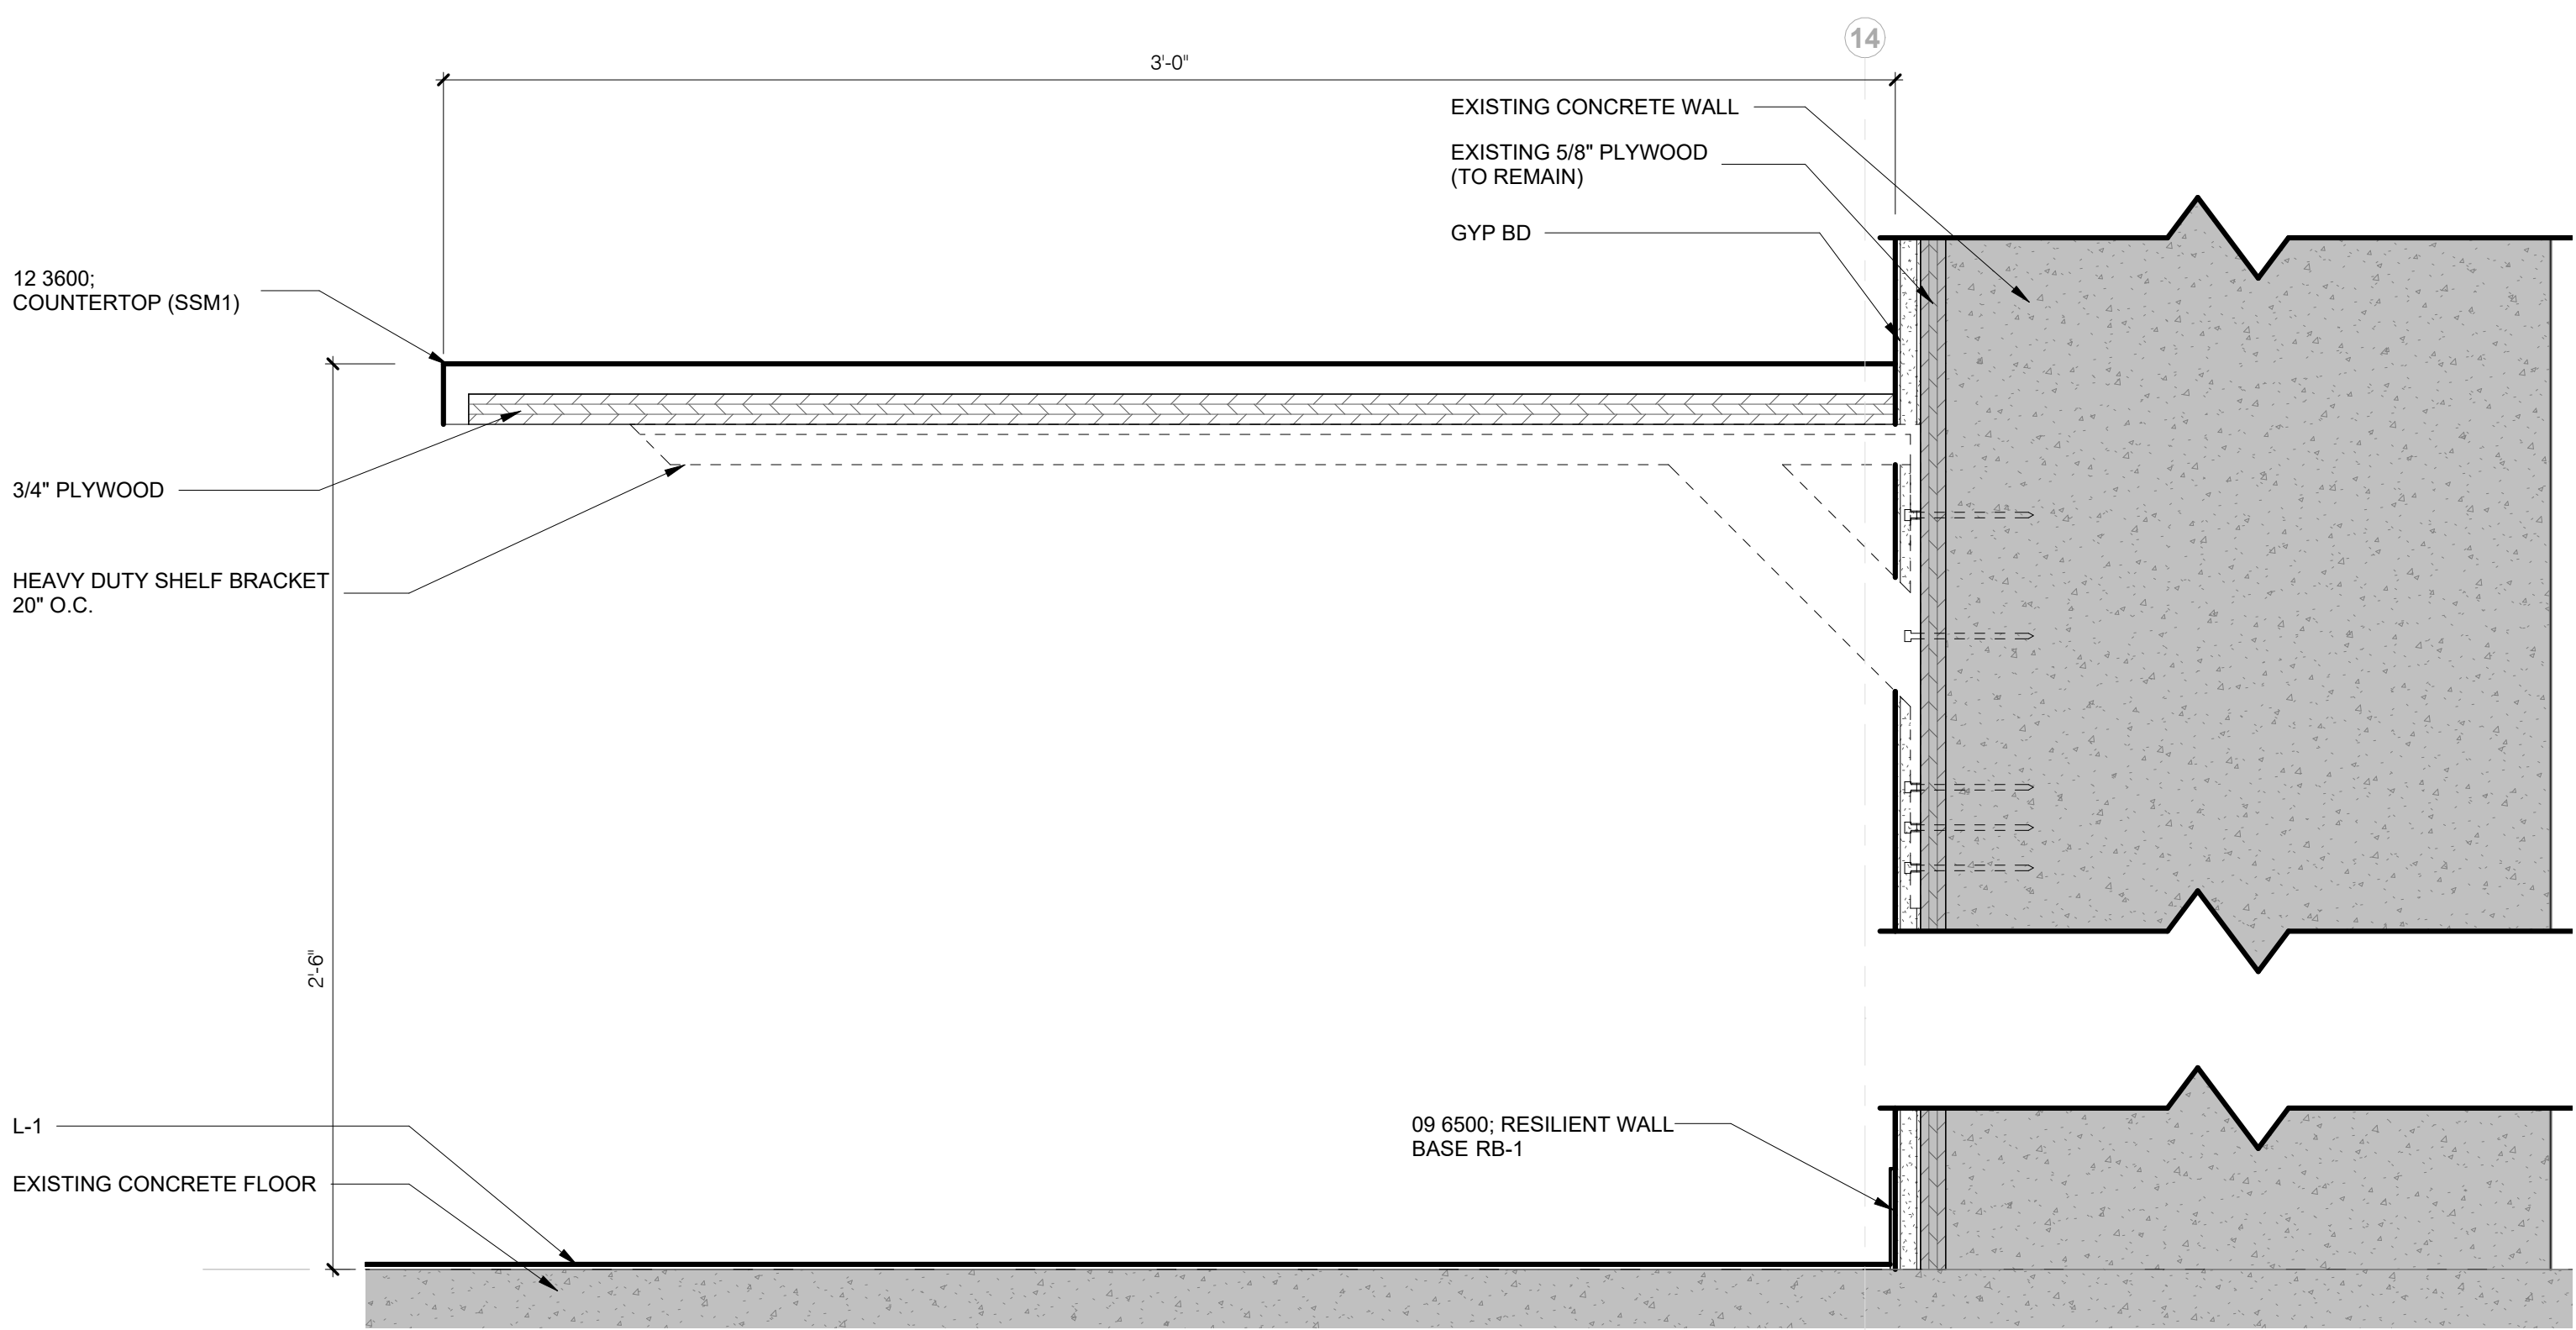 14
3'-0"
EXISTING CONCRETE WALL
EXISTING 5/8" PLYWOOD
(TO REMAIN)
GYP BD
12 3600;
COUNTERTOP (SSM1)
3/4" PLYWOOD
HEAVY DUTY SHELF BRACKET
20" O.C.
2'-6"
L-1
09 6500; RESILIENT WALL
BASE RB-1
EXISTING CONCRETE FLOOR